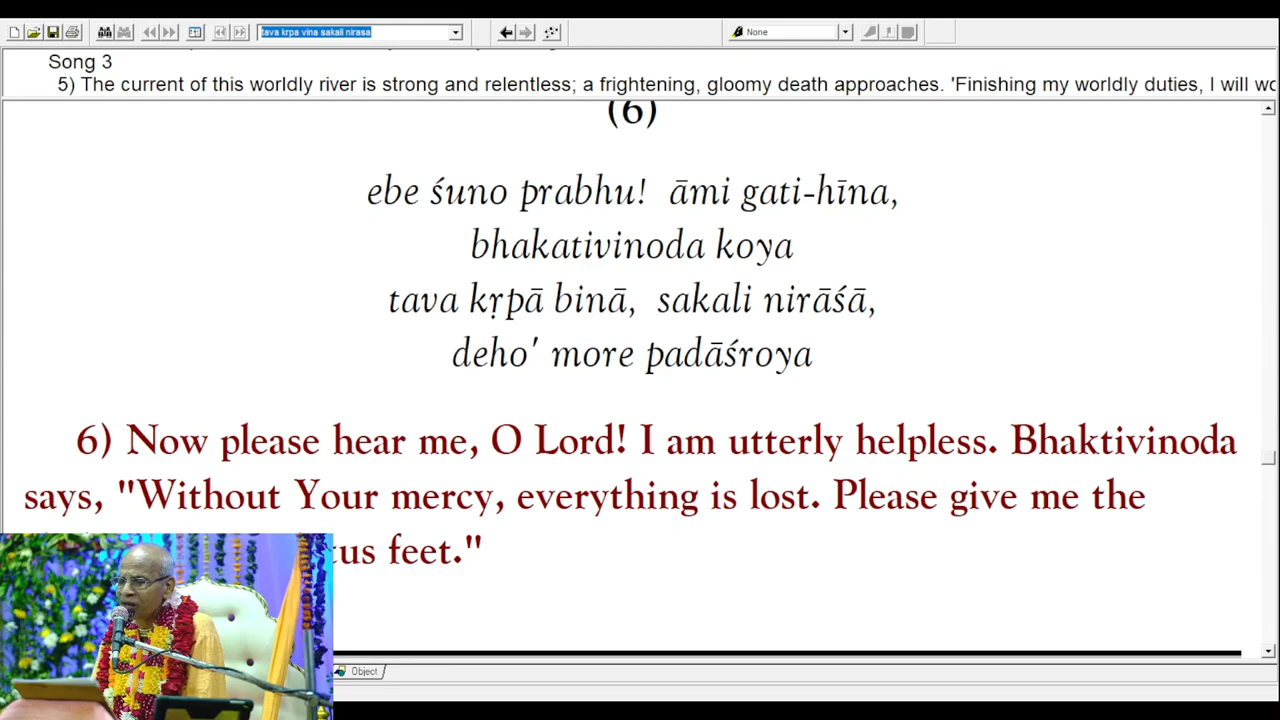 tava krpa vina sakali nirasa
None
Song 3
5) The current of this worldly river is strong and relentless; a frightening, gloomy death approaches. 'Finishing my worldly duties, I will
(6)
ebe śuno prabhu! āmi gati-hīna,
bhakativinoda koya
tava kṛpā binā, sakali nirāśā,
deho' more padāśroya
6) Now please hear me, O Lord! I am utterly helpless. Bhaktivinoda
says, "Without Your mercy, everything is lost. Please give me the
feet."
Object